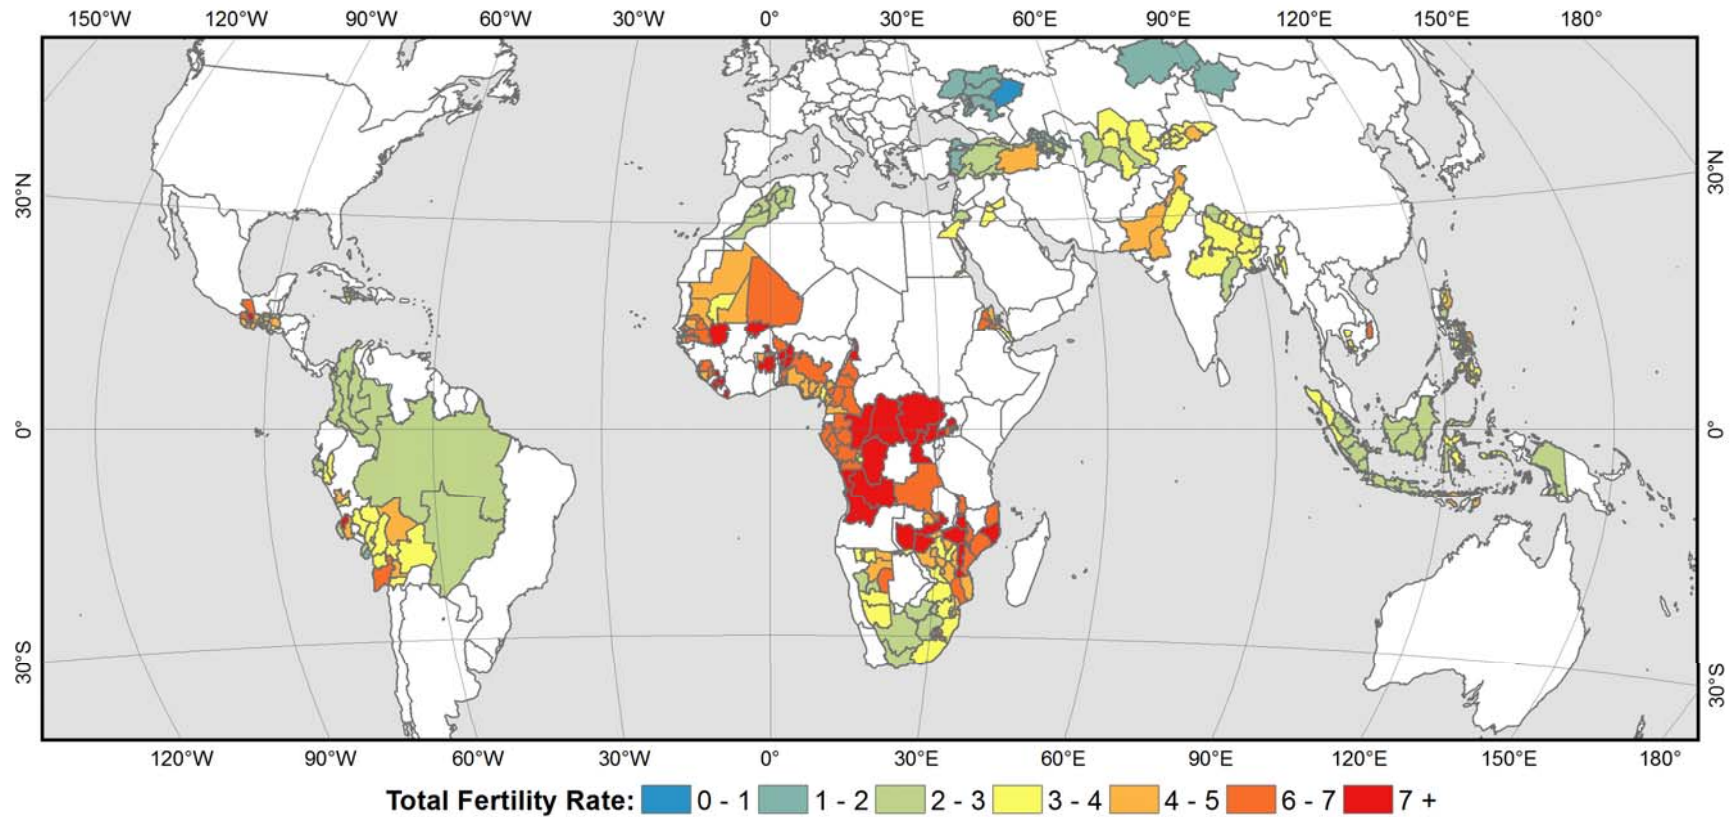 150°W 120°W 90°W 60°W 30°W 0° 30°E 60°E 90°E 120°E 150°E 180°
30°N 30°N
0° 0°
30°S 30°S
120°W 90°W 60°W 30°W 0° 30°E 60°E 90°E 120°E 150°E 180°
Total Fertility Rate: 0 - 1 1 - 2 2 - 3 3 - 4 4 - 5 6 - 7 7 +